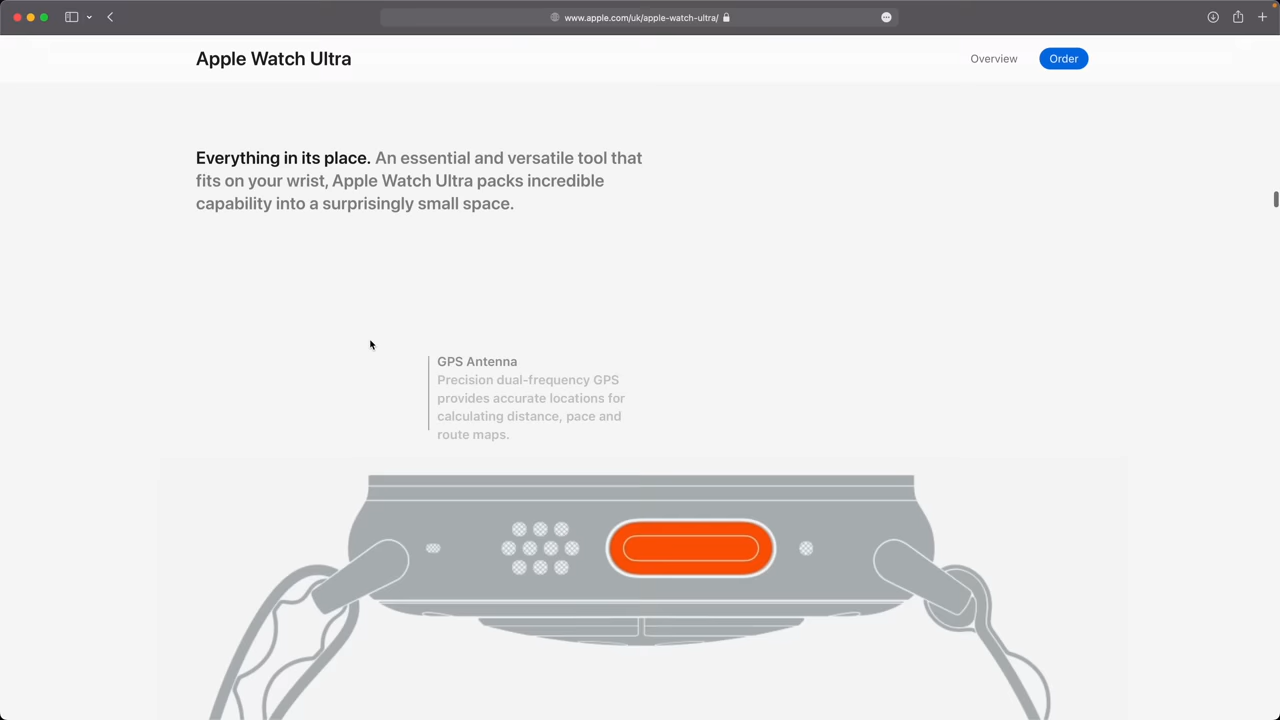 www.apple.com/uk/apple-watch-ultra/
Apple Watch Ultra
Overview
Order
Everything in its place. An essential and versatile tool that
fits on your wrist, Apple Watch Ultra packs incredible
capability into a surprisingly small space.
GPS Antenna
Precision dual-frequency GPS
provides accurate locations for
calculating distance, pace and
route maps.